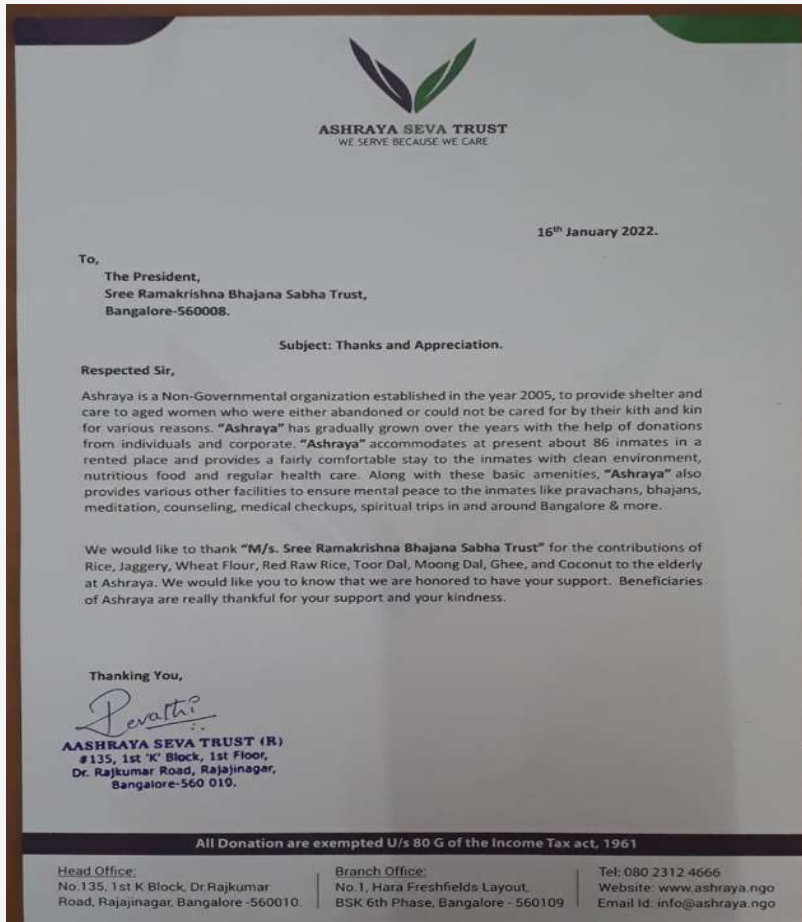 ASHRAYA SEVA TRUST
WE SERVE BECAUSE WE CARE
16th January 2022.
To,
The President,
Sree Ramakrishna Bhajana Sabha Trust,
Bangalore-560008.
Subject: Thanks and Appreciation.
Respected Sir,
Ashraya is a Non-Governmental organization established in the year 2005, to provide shelter and
care to aged women who were either abandoned or could not be cared for by their kith and kin
for various reasons. “Ashraya” has gradually grown over the years with the help of donations
from individuals and corporate. “Ashraya” accommodates at present about 86 inmates in a
rented place and provides a fairly comfortable stay to the inmates with clean environment,
nutritious food and regular health care. Along with these basic amenities, “Ashraya” also
provides various other facilities to ensure mental peace to the inmates like pravachans, bhajans,
meditation, counseling, medical checkups, spiritual trips in and around Bangalore & more.
We would like to thank “M/s. Sree Ramakrishna Bhajana Sabha Trust” for the contributions of
Rice, Jaggery, Wheat Flour, Red Raw Rice, Toor Dal, Moong Dal, Ghee, and Coconut to the elderly
at Ashraya. We would like you to know that we are honored to have your support. Beneficiaries
of Ashraya are really thankful for your support and your kindness.
Thanking You,
Revathi
AASHRAYA SEVA TRUST (R)
#135, 1st 'K' Block, 1st Floor,
Dr. Rajkumar Road, Rajajinagar,
Bangalore-560 010.
All Donation are exempted U/s 80 G of the Income Tax act, 1961
Head Office:
No.135, 1st K Block, Dr.Rajkumar
Road, Rajajinagar, Bangalore -560010.
Branch Office:
No.1, Hara Freshfields Layout,
BSK 6th Phase, Bangalore - 560109
Tel: 080 2312 4666
Website: www.ashraya.ngo
Email Id: info@ashraya.ngo